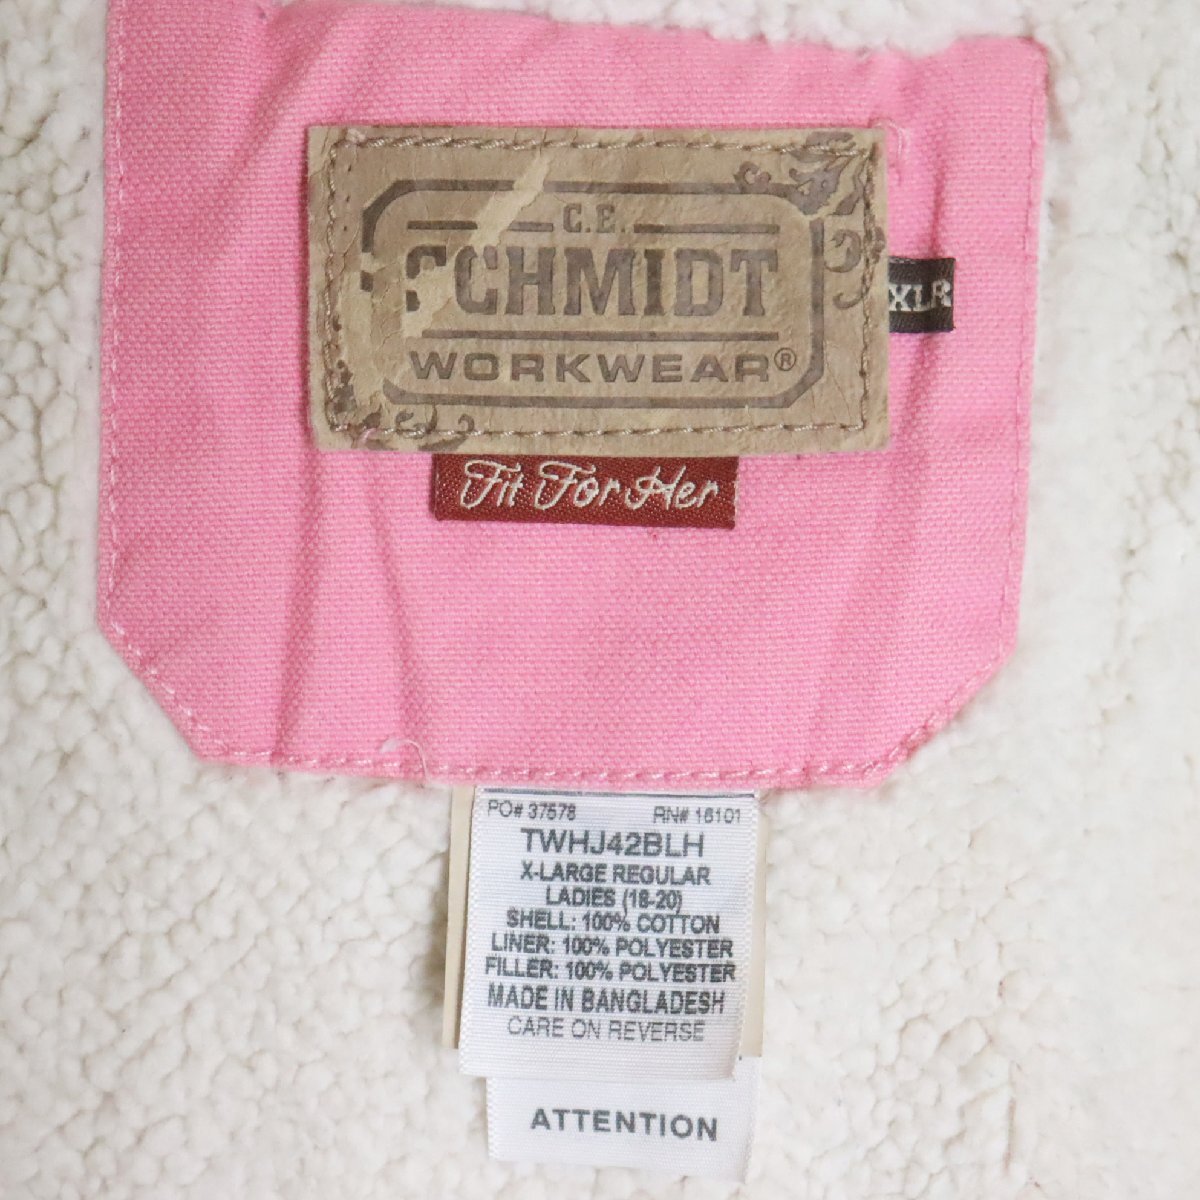 C.E.
SCHMIDT
WORKWEAR®
XLR
Fit For Her
PO# 37578 RN# 16101
TWHJ42BLH
X-LARGE REGULAR
LADIES (18-20)
SHELL: 100% COTTON
LINER: 100% POLYESTER
FILLER: 100% POLYESTER
MADE IN BANGLADESH
CARE ON REVERSE
ATTENTION